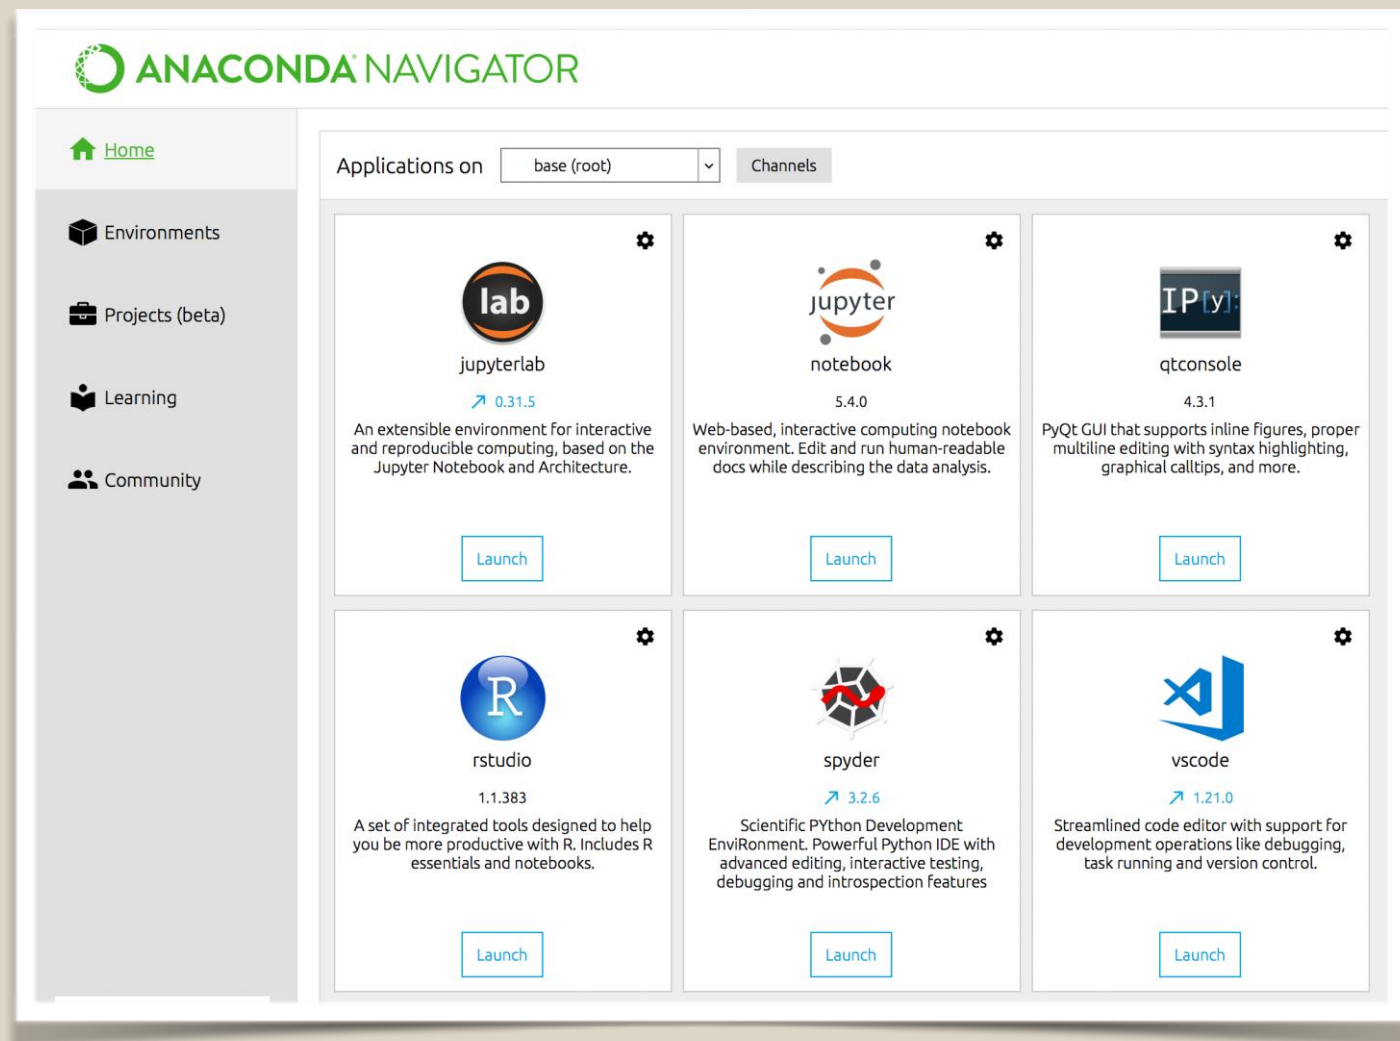 ANACONDA NAVIGATOR
Home
Environments
Projects (beta)
Learning
Community
Applications on
base (root)
Channels
lab
jupyterlab
0.31.5
An extensible environment for interactive
and reproducible computing, based on the
Jupyter Notebook and Architecture.
Launch
jupyter
notebook
5.4.0
Web-based, interactive computing notebook
environment. Edit and run human-readable
docs while describing the data analysis.
Launch
IP[y]:
qtconsole
4.3.1
PyQt GUI that supports inline figures, proper
multiline editing with syntax highlighting,
graphical calltips, and more.
Launch
R
rstudio
1.1.383
A set of integrated tools designed to help
you be more productive with R. Includes R
essentials and notebooks.
Launch
spyder
3.2.6
Scientific PYthon Development
EnviRonment. Powerful Python IDE with
advanced editing, interactive testing,
debugging and introspection features
Launch
vscode
1.21.0
Streamlined code editor with support for
development operations like debugging,
task running and version control.
Launch